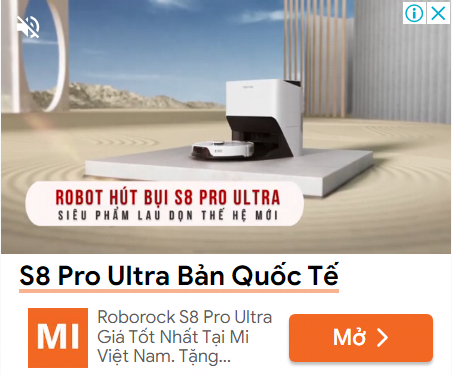 ROBOT HÚT BỤI S8 PRO ULTRA
SIÊU PHẨM LAU DỌN THẾ HỆ MỚI
S8 Pro Ultra Bản Quốc Tế
MI
Roborock S8 Pro Ultra
Giá Tốt Nhất Tại Mi
Việt Nam. Tặng...
Mở